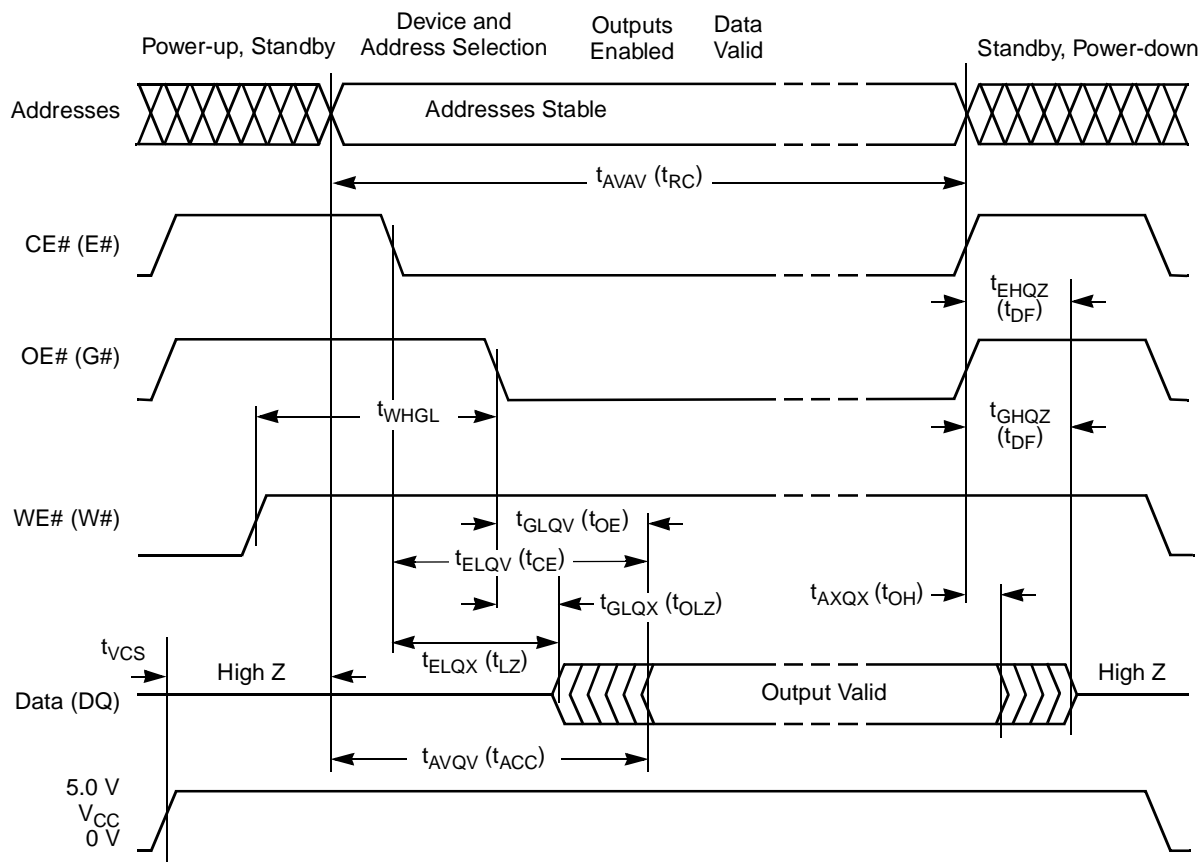 Power-up, Standby
Device and
Address Selection
Outputs
Enabled
Data
Valid
Standby, Power-down
Addresses
Addresses Stable
tAVAV (tRC)
CE# (E#)
tEHQZ
(tDF)
OE# (G#)
tWHGL
tGHQZ
(tDF)
WE# (W#)
tGLQV (tOE)
tELQV (tCE)
tGLQX (tOLZ)
tAXQX (tOH)
tVCS
tELQX (tLZ)
High Z
Output Valid
High Z
Data (DQ)
tAVQV (tACC)
5.0 V
VCC
0 V